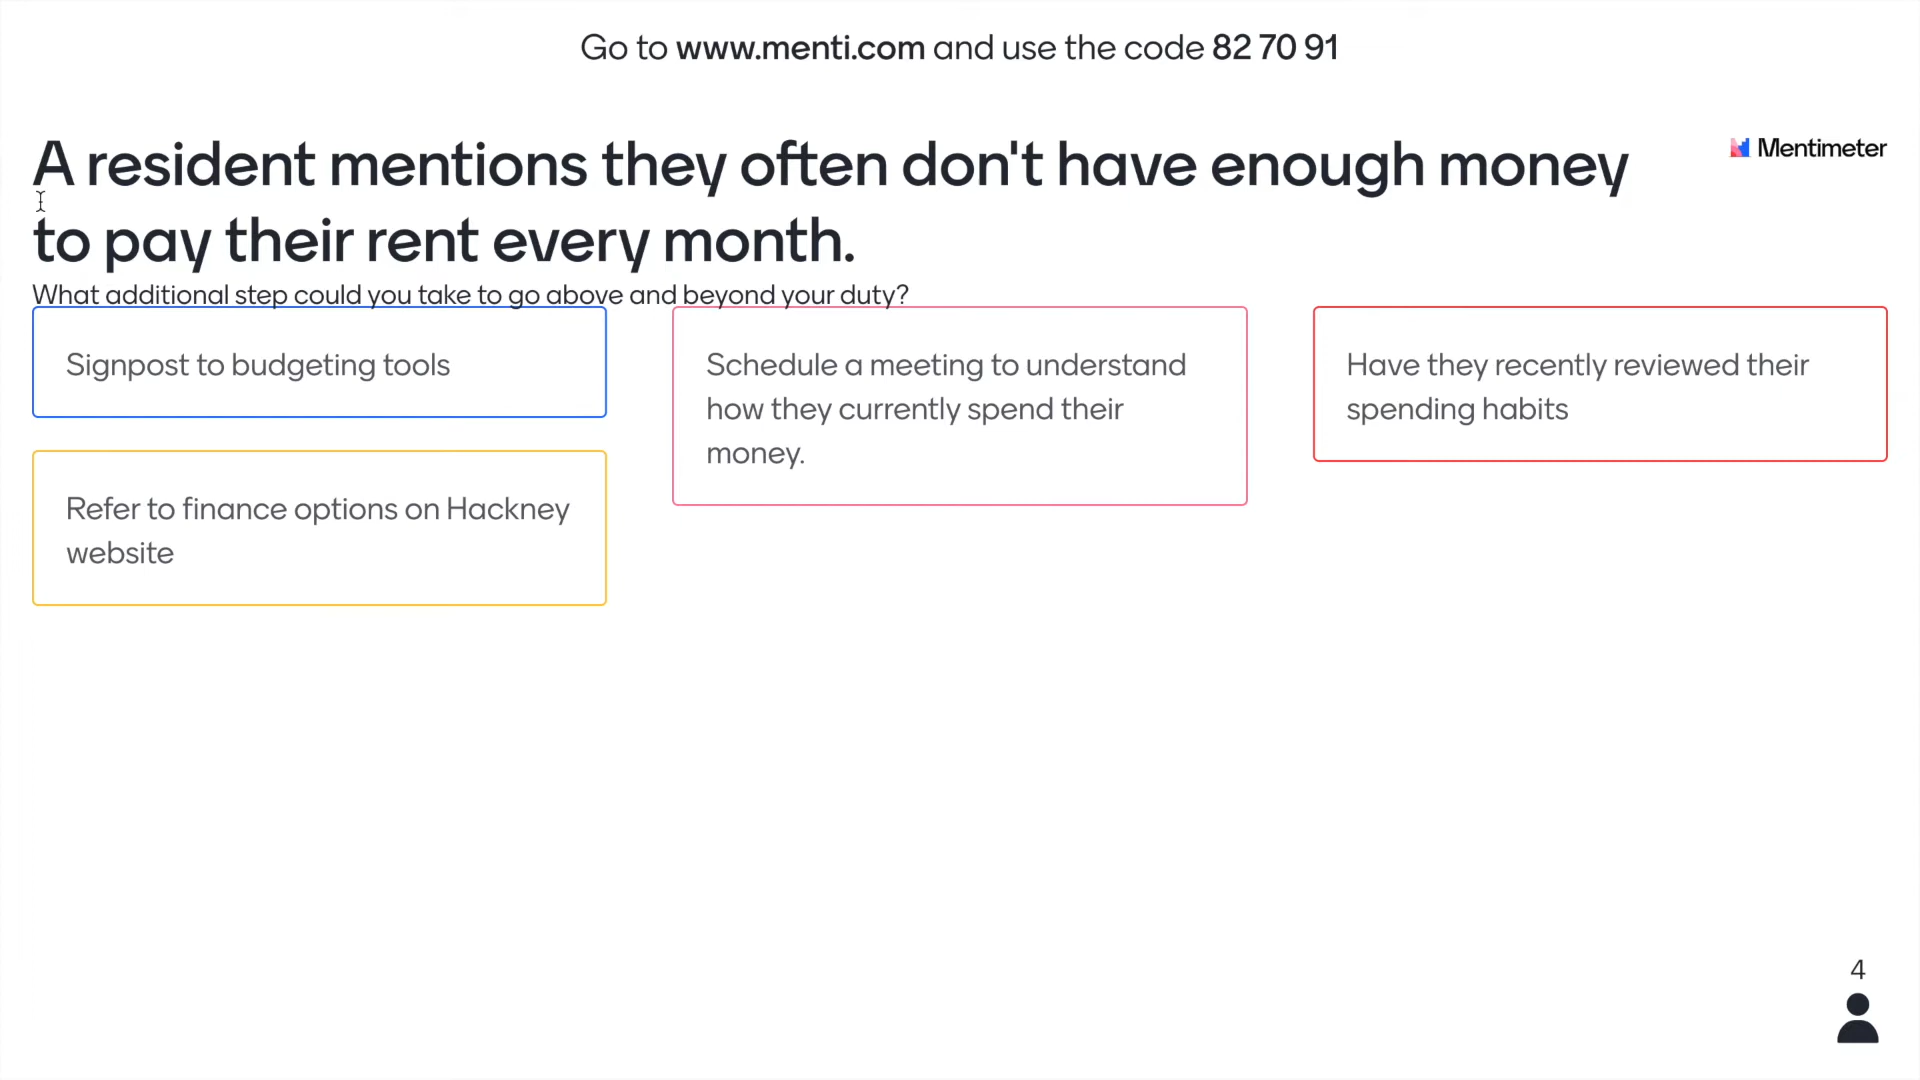 Go to www.menti.com and use the code 82 70 91
A resident mentions they often don't have enough money
to pay their rent every month.
Mentimeter
What additional step could you take to go above and beyond your duty?
Signpost to budgeting tools
Refer to finance options on Hackney
website
Schedule a meeting to understand
how they currently spend their
money.
Have they recently reviewed their
spending habits
4